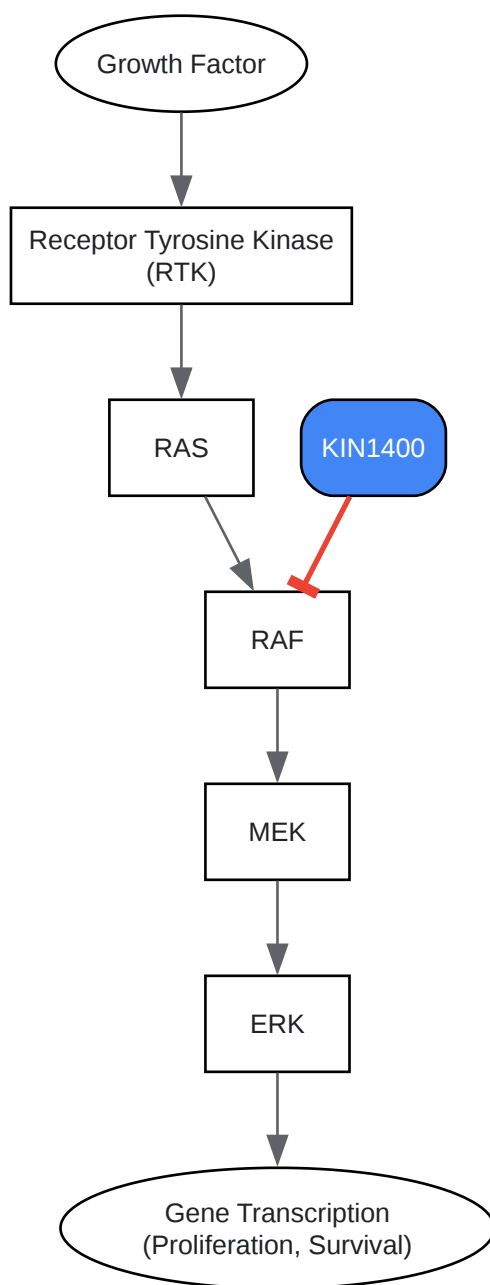 Growth Factor
Receptor Tyrosine Kinase
(RTK)
RAS
KIN1400
RAF
MEK
ERK
Gene Transcription
(Proliferation, Survival)